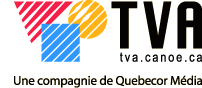 TVA
tva.canoe.ca
Une compagnie de Quebecor Média